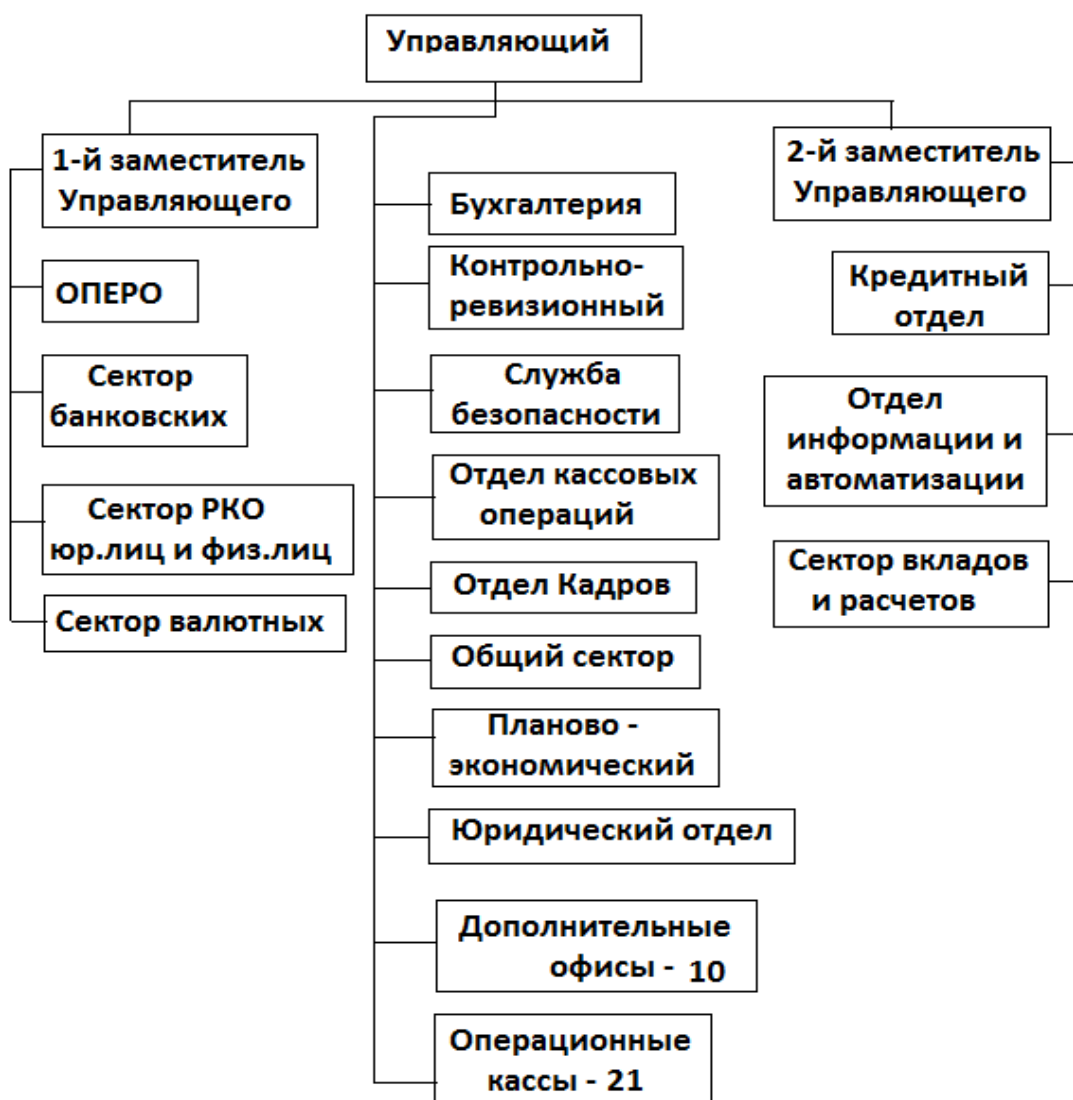 Управляющий
1-й заместитель
Управляющего
ОПЕРО
Сектор
банковских
Сектор РКО
юр.лиц и физ.лиц
Сектор валютных
Бухгалтерия
Контрольно-
ревизионный
Служба
безопасности
Отдел кассовых
операций
Отдел Кадров
Общий сектор
Планово -
экономический
Юридический отдел
Дополнительные
офисы - 10
Операционные
кассы - 21
2-й заместитель
Управляющего
Кредитный
отдел
Отдел
информации и
автоматизации
Сектор вкладов
и расчетов